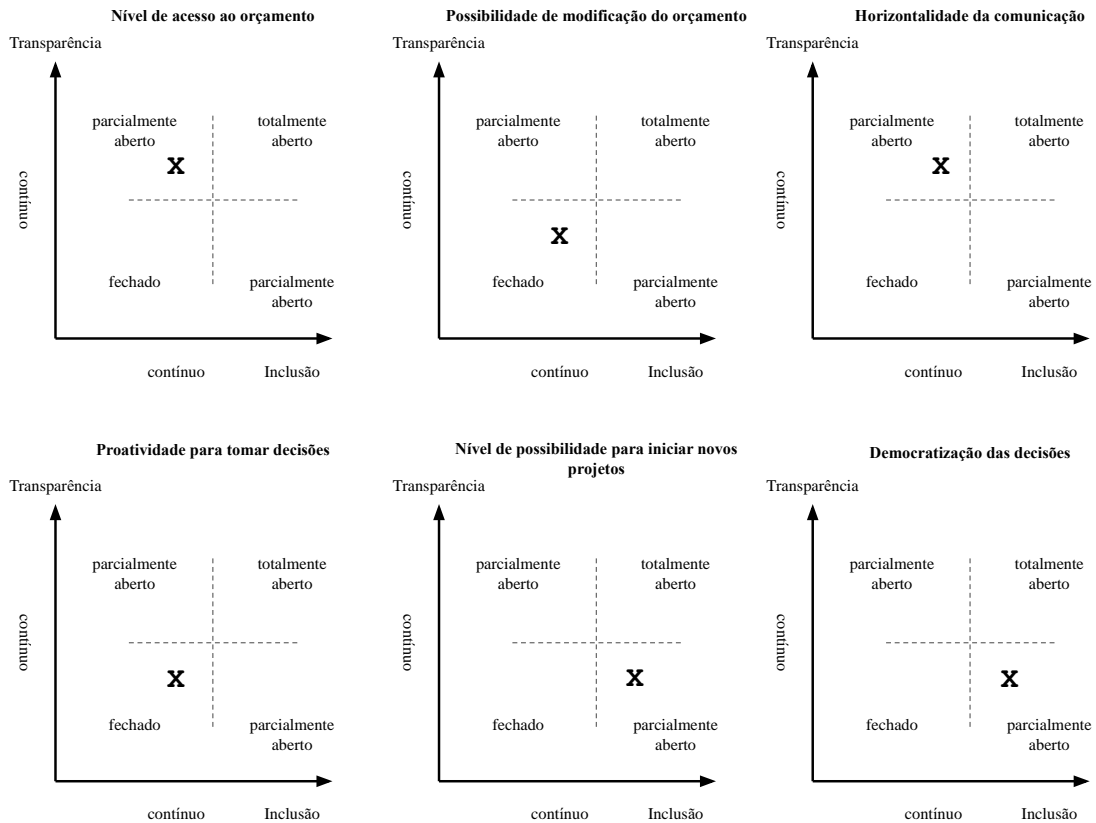 Nível de acesso ao orçamento
Transparência
parcialmente
aberto
totalmente
aberto
X
contínuo
fechado
parcialmente
aberto
contínuo
Inclusão
Possibilidade de modificação do orçamento
Transparência
parcialmente
aberto
totalmente
aberto
contínuo
X
fechado
parcialmente
aberto
contínuo
Inclusão
Horizontalidade da comunicação
Transparência
parcialmente
aberto
totalmente
aberto
X
contínuo
fechado
parcialmente
aberto
contínuo
Inclusão
Proatividade para tomar decisões
Transparência
parcialmente
aberto
totalmente
aberto
contínuo
X
fechado
parcialmente
aberto
contínuo
Inclusão
Nível de possibilidade para iniciar novos
projetos
Transparência
parcialmente
aberto
totalmente
aberto
contínuo
X
fechado
parcialmente
aberto
contínuo
Inclusão
Democratização das decisões
Transparência
parcialmente
aberto
totalmente
aberto
contínuo
X
fechado
parcialmente
aberto
contínuo
Inclusão